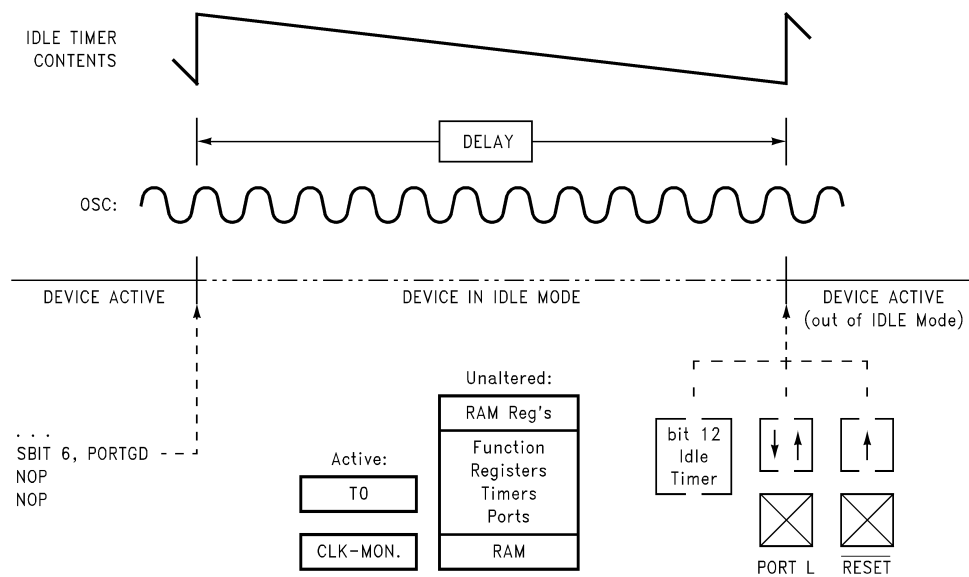 IDLE TIMER
CONTENTS
DELAY
OSC:
DEVICE ACTIVE
DEVICE IN IDLE MODE
DEVICE ACTIVE
(out of IDLE Mode)
. . .
SBIT 6, PORTGD
NOP
NOP
Active:
T0
CLK-MON.
Unaltered:
RAM Reg's
Function
Registers
Timers
Ports
RAM
bit 12
Idle
Timer
PORT L
RESET